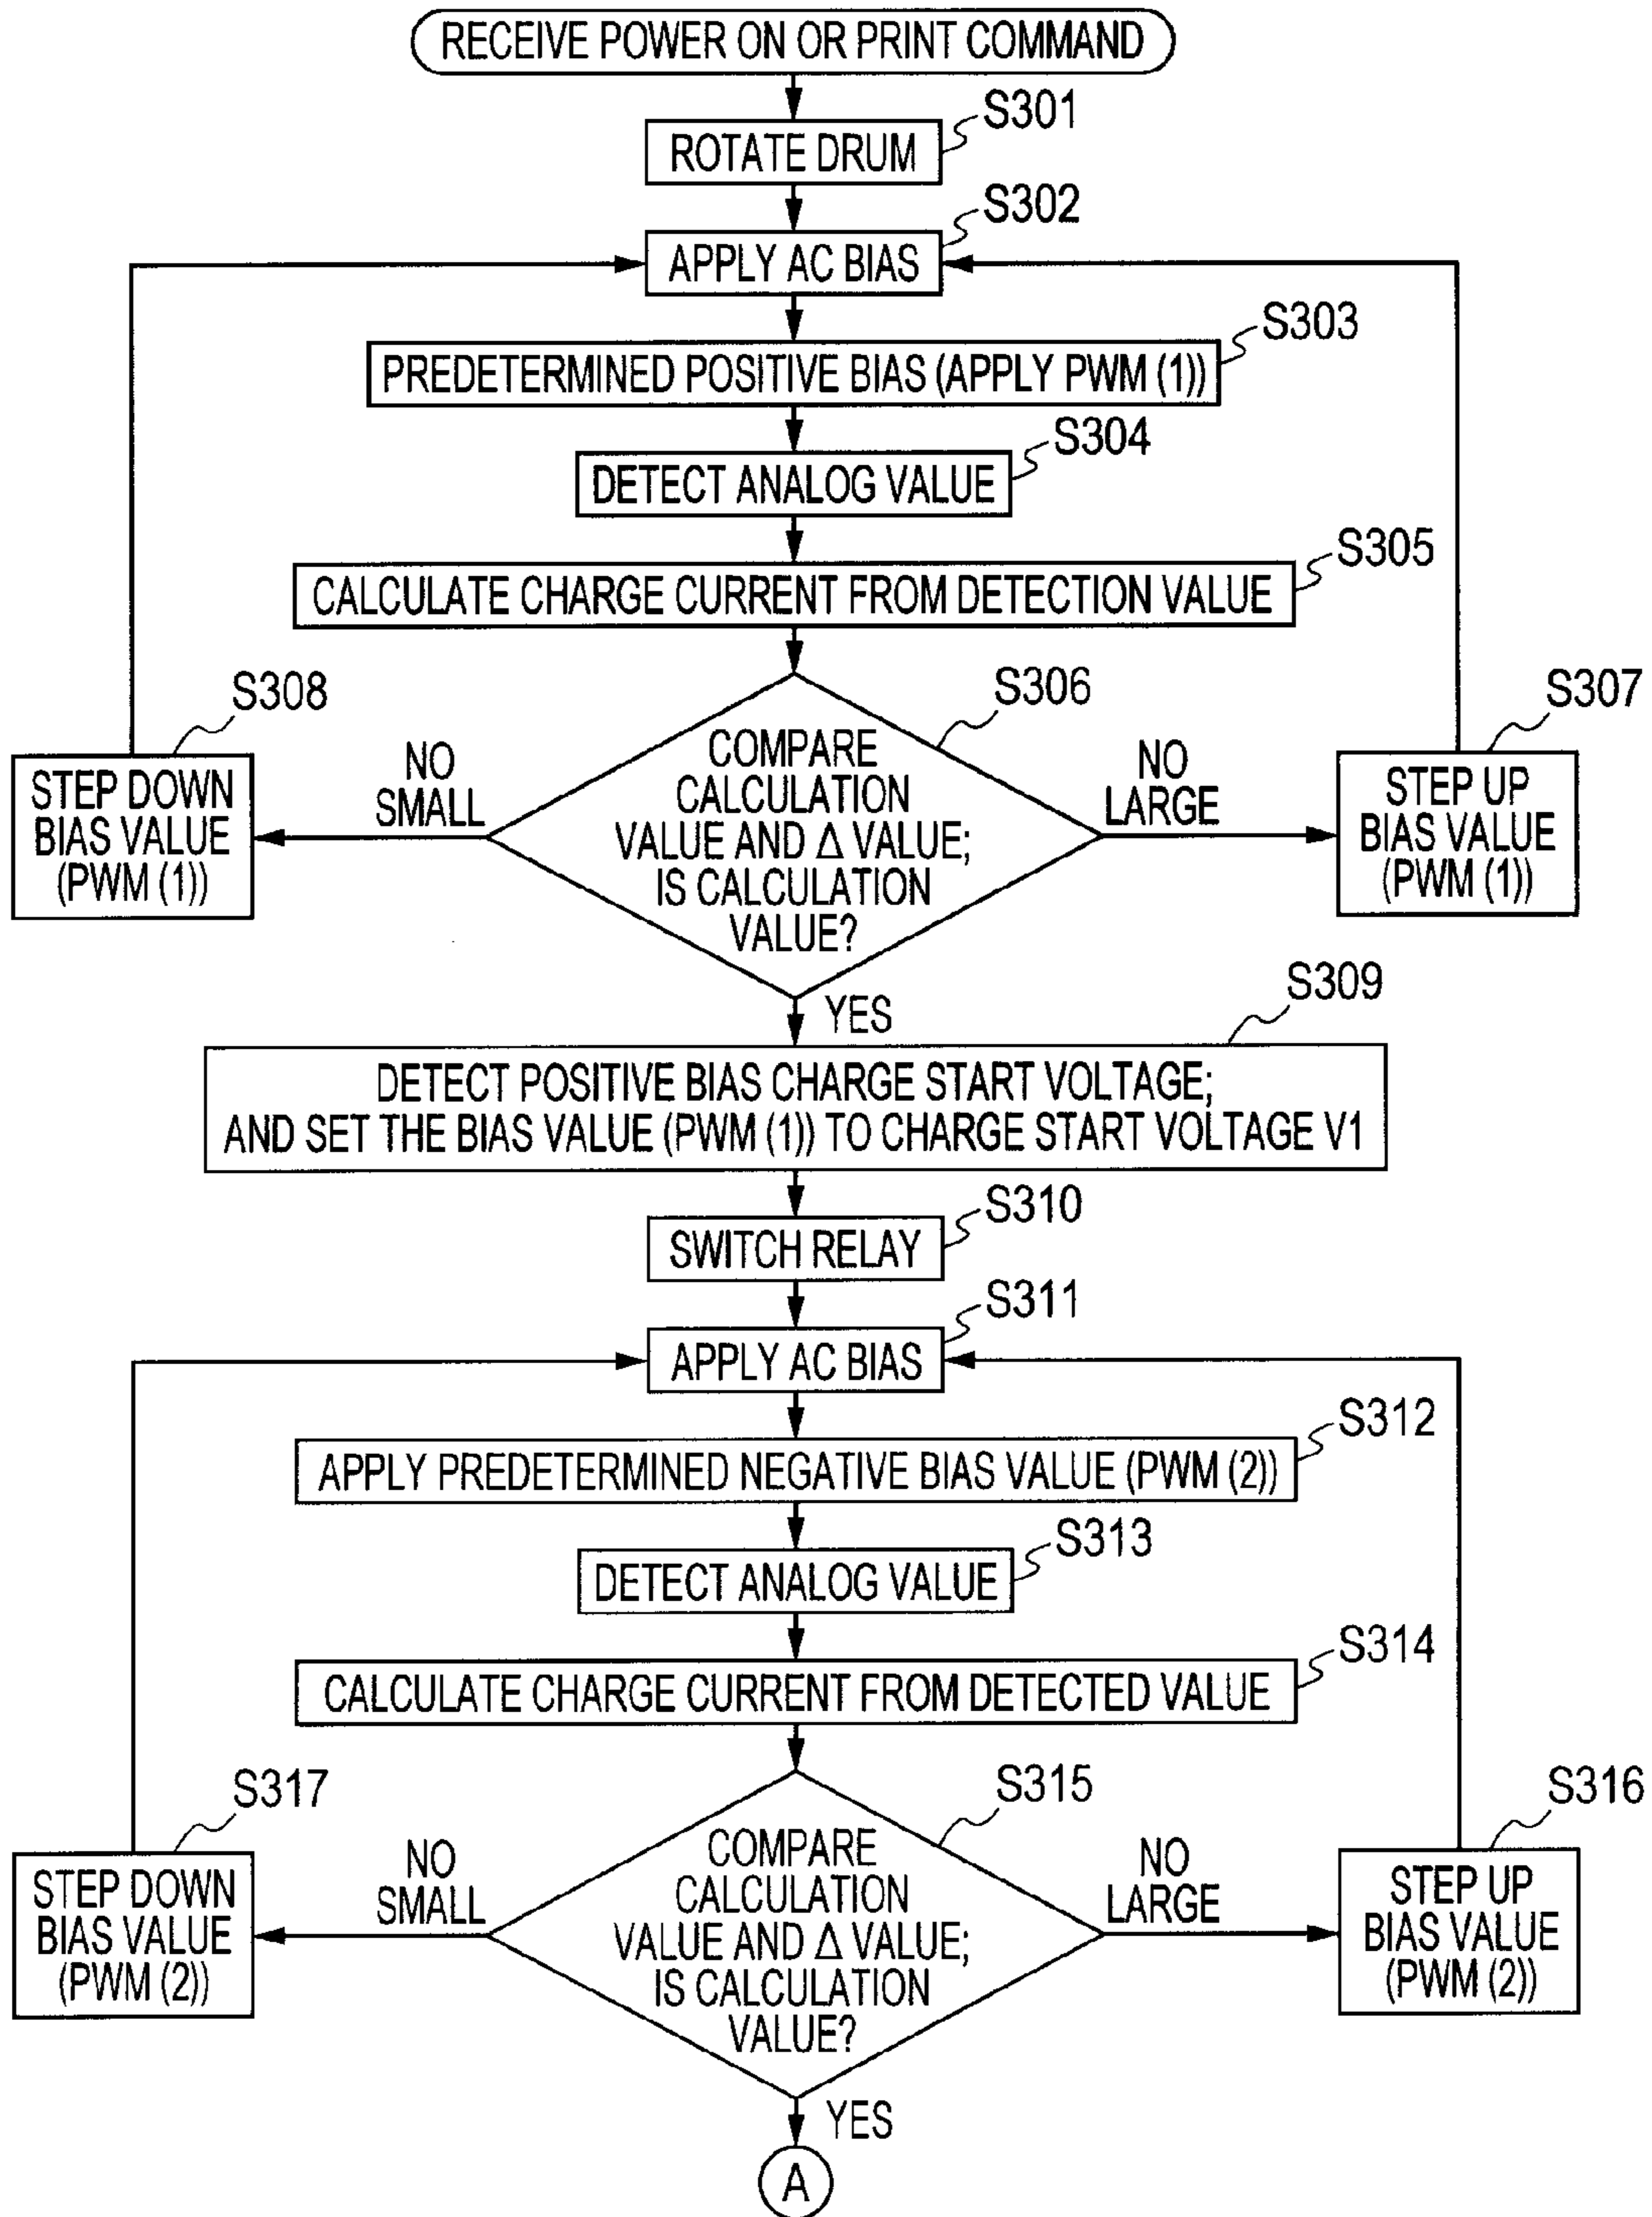 RECEIVE POWER ON OR PRINT COMMAND
S301
ROTATE DRUM
S302
APPLY AC BIAS
S303
PREDETERMINED POSITIVE BIAS (APPLY PWM (1))
S304
DETECT ANALOG VALUE
S305
CALCULATE CHARGE CURRENT FROM DETECTION VALUE
S308
STEP DOWN
BIAS VALUE
(PWM (1))
NO
SMALL
S306
COMPARE
CALCULATION
VALUE AND Δ VALUE;
IS CALCULATION
VALUE?
NO
LARGE
S307
STEP UP
BIAS VALUE
(PWM (1))
YES
S309
DETECT POSITIVE BIAS CHARGE START VOLTAGE;
AND SET THE BIAS VALUE (PWM (1)) TO CHARGE START VOLTAGE V1
S310
SWITCH RELAY
S311
APPLY AC BIAS
S312
APPLY PREDETERMINED NEGATIVE BIAS VALUE (PWM (2))
S313
DETECT ANALOG VALUE
S314
CALCULATE CHARGE CURRENT FROM DETECTED VALUE
S317
STEP DOWN
BIAS VALUE
(PWM (2))
NO
SMALL
S315
COMPARE
CALCULATION
VALUE AND Δ VALUE;
IS CALCULATION
VALUE?
NO
LARGE
S316
STEP UP
BIAS VALUE
(PWM (2))
YES
A